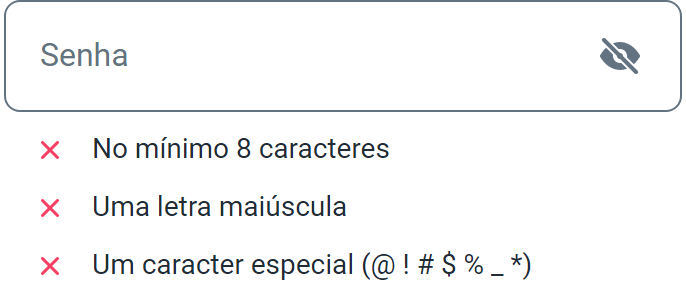 Senha
No mínimo 8 caracteres
Uma letra maiúscula
Um caracter especial (@ ! # $ % _ *)